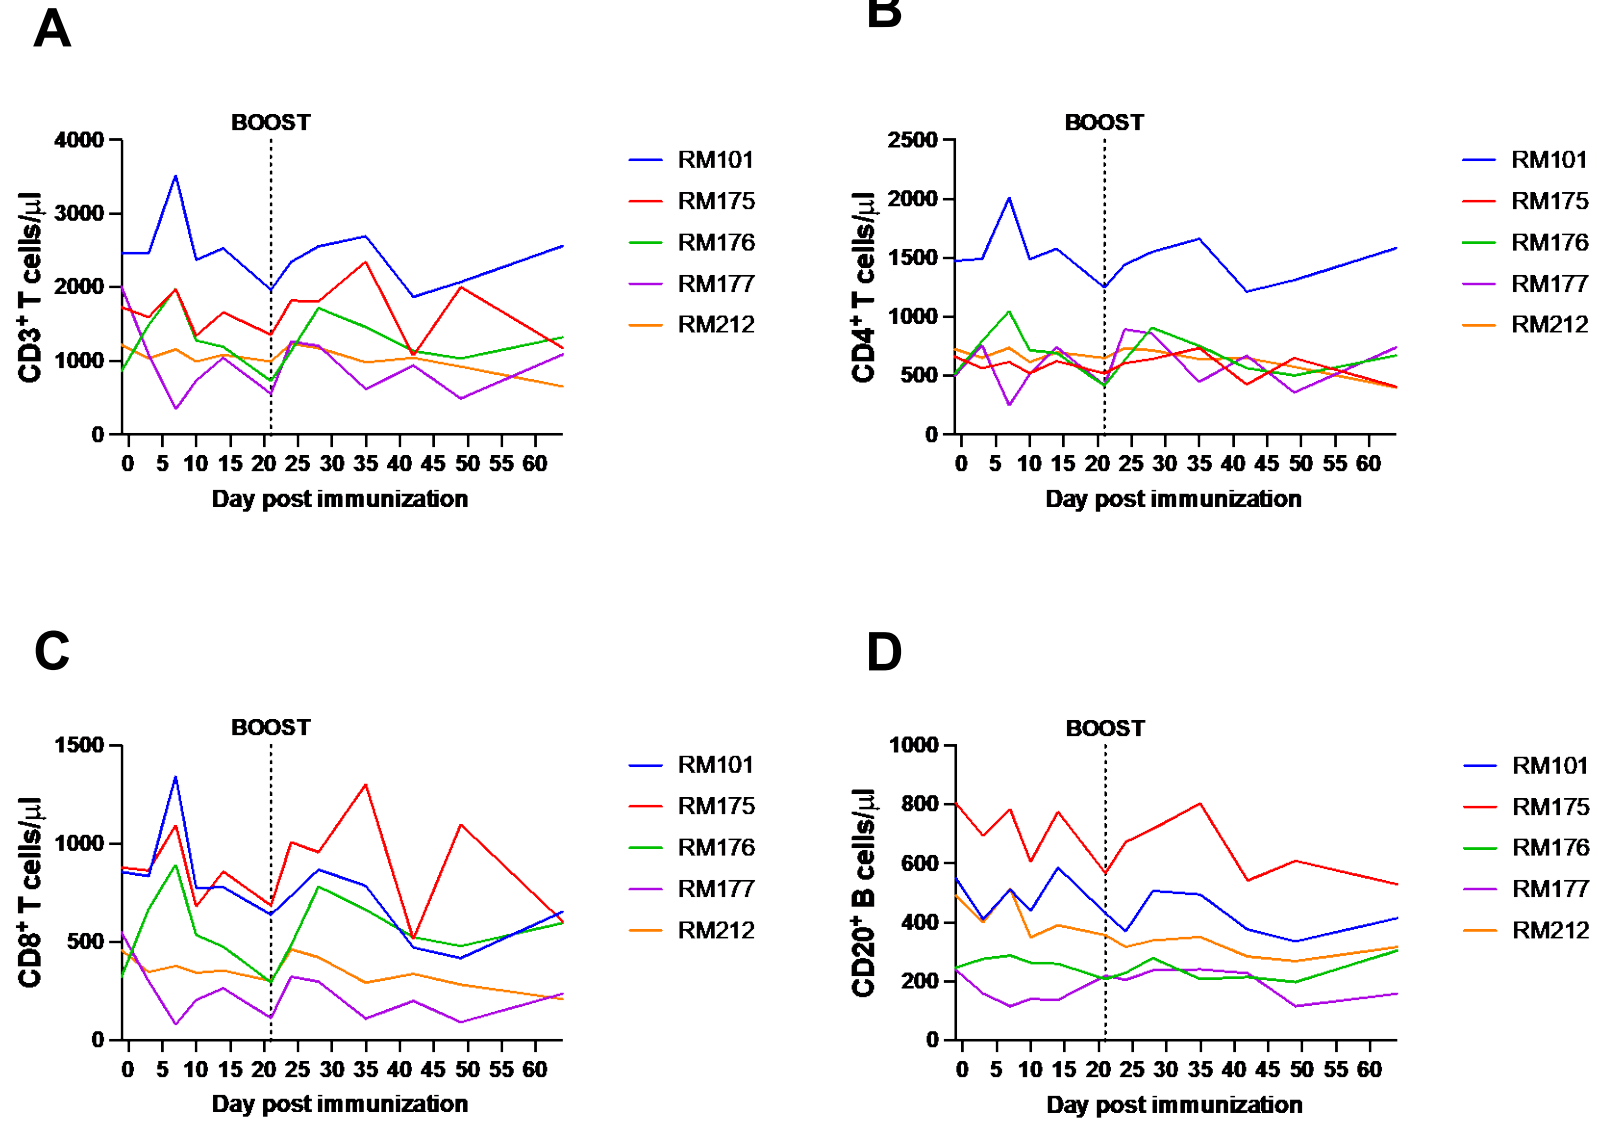 A
BOOST
CD3⁺ T cells/µl
4000
3000
2000
1000
0
0 5 10 15 20 25 30 35 40 45 50 55 60
Day post immunization
RM101
RM175
RM176
RM177
RM212
B
BOOST
CD4⁺ T cells/µl
2500
2000
1500
1000
500
0
0 5 10 15 20 25 30 35 40 45 50 55 60
Day post immunization
RM101
RM175
RM176
RM177
RM212
C
BOOST
CD8⁺ T cells/µl
1500
1000
500
0
0 5 10 15 20 25 30 35 40 45 50 55 60
Day post immunization
RM101
RM175
RM176
RM177
RM212
D
BOOST
CD20⁺ B cells/µl
1000
800
600
400
200
0
0 5 10 15 20 25 30 35 40 45 50 55 60
Day post immunization
RM101
RM175
RM176
RM177
RM212